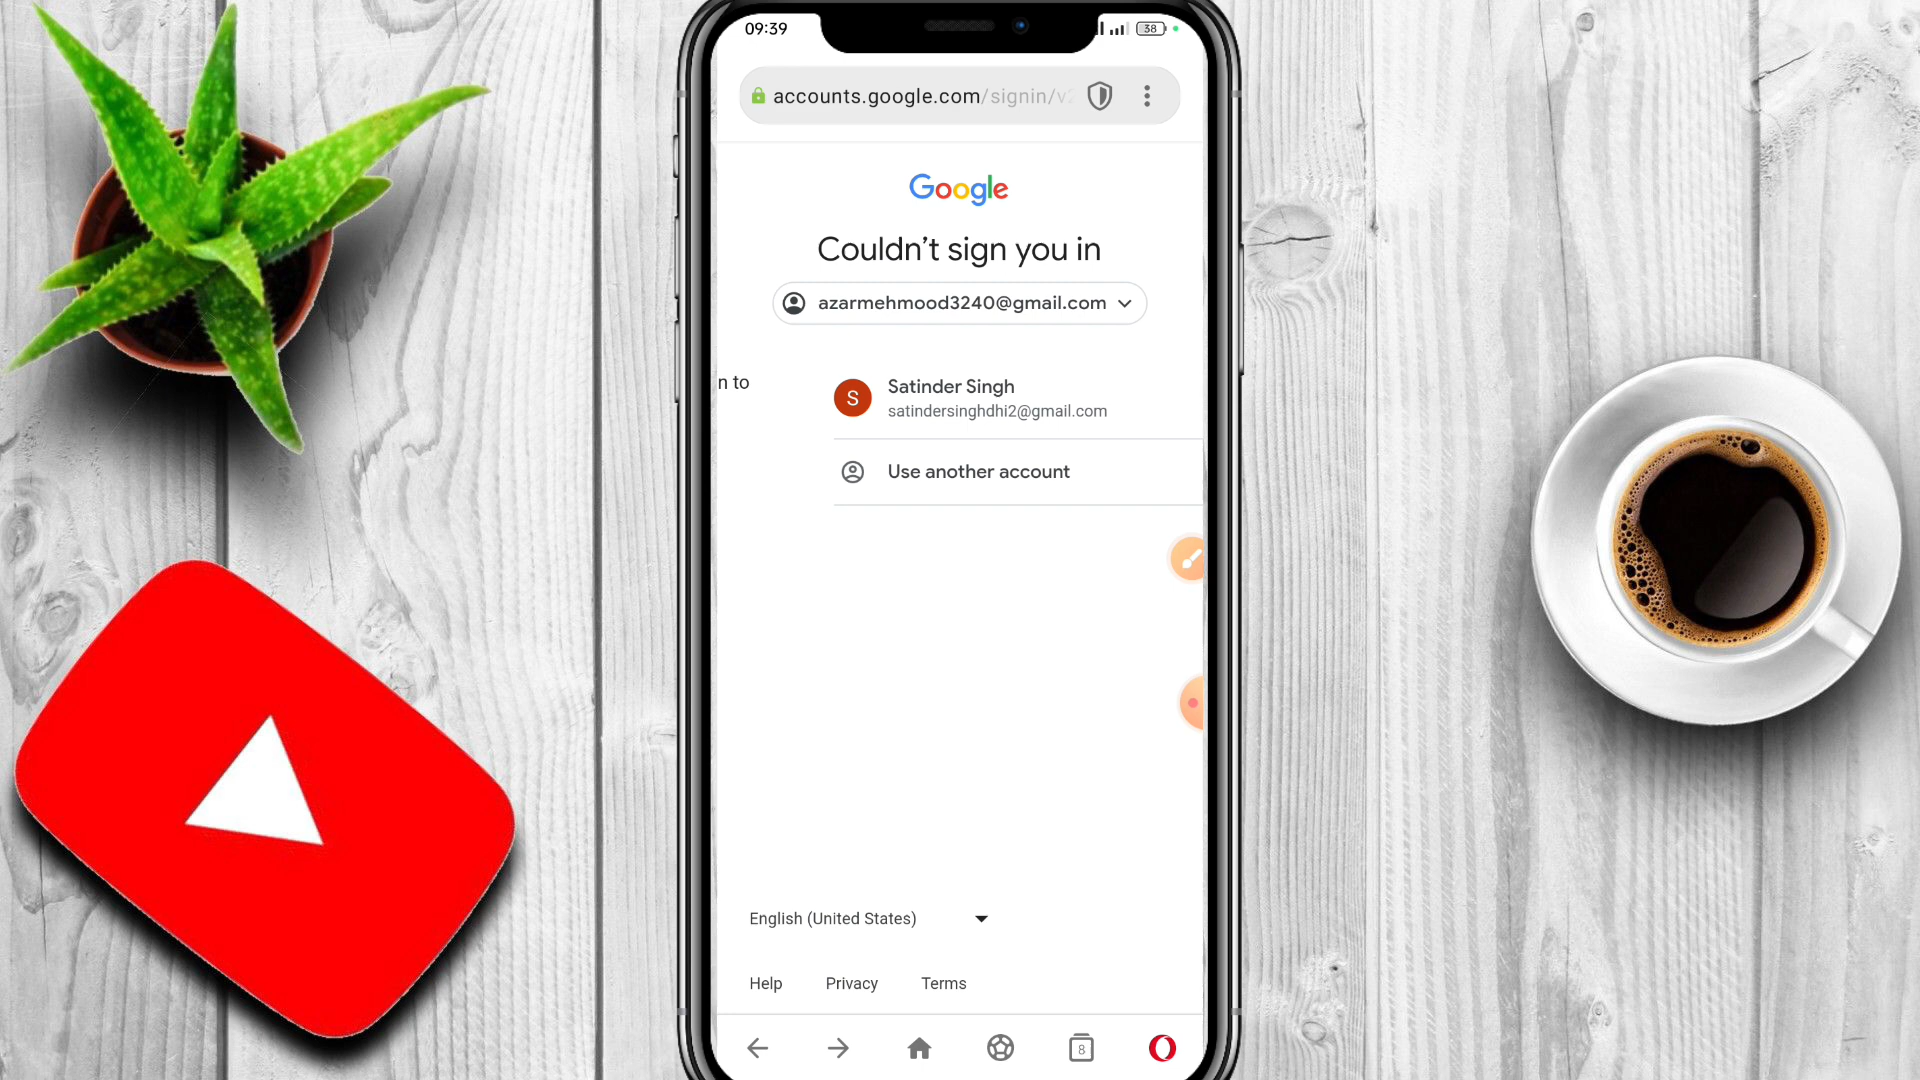 09:39
38
accounts.google.com/signin/v
Google
Couldn't sign you in
azarmehmood3240@gmail.com
n to
S
Satinder Singh
satindersinghdhi2@gmail.com
Use another account
English (United States)
Help Privacy Terms
8